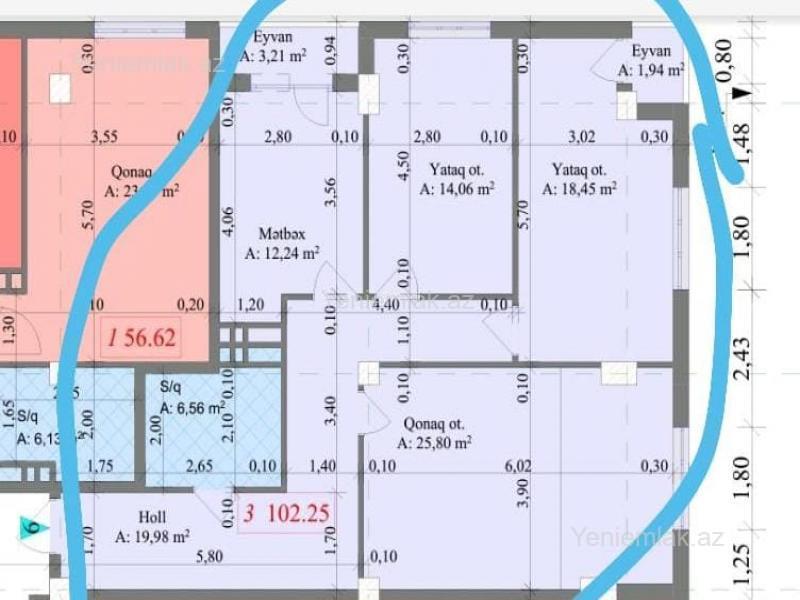 Eyvan
A: 3,21 m²
0,94
Eyvan
A: 1,94 m²
0,80
0,30
0,30
0,30
0,30
Yeniemlak.az
,10
3,55
2,80
0,10
2,80
0,10
3,02
0,30
1,48
Qonaq
A: 23
m²
4,50
Yataq ot.
A: 14,06 m²
Yataq ot.
A: 18,45 m²
3,56
5,70
4,06
5,70
Mətbəx
A: 12,24 m²
1,80
0,10
Yeniemlak.az
10
0,20
1,20
4,40
0,10
1,30
1 56.62
0,10
1,10
2,43
S/q
A: 6,56 m²
0,10
0,10
0,10
1,65
S/q
A: 6,13
2,00
2,00
2,10
3,40
Qonaq ot.
A: 25,80 m²
1,75
2,65
0,10
1,40
0,10
6,02
0,30
1,80
3,90
6
Holl
A: 19,98 m²
0,10
3 102.25
1,70
1,70
5,80
0,10
Yeniemlak.az
1,25